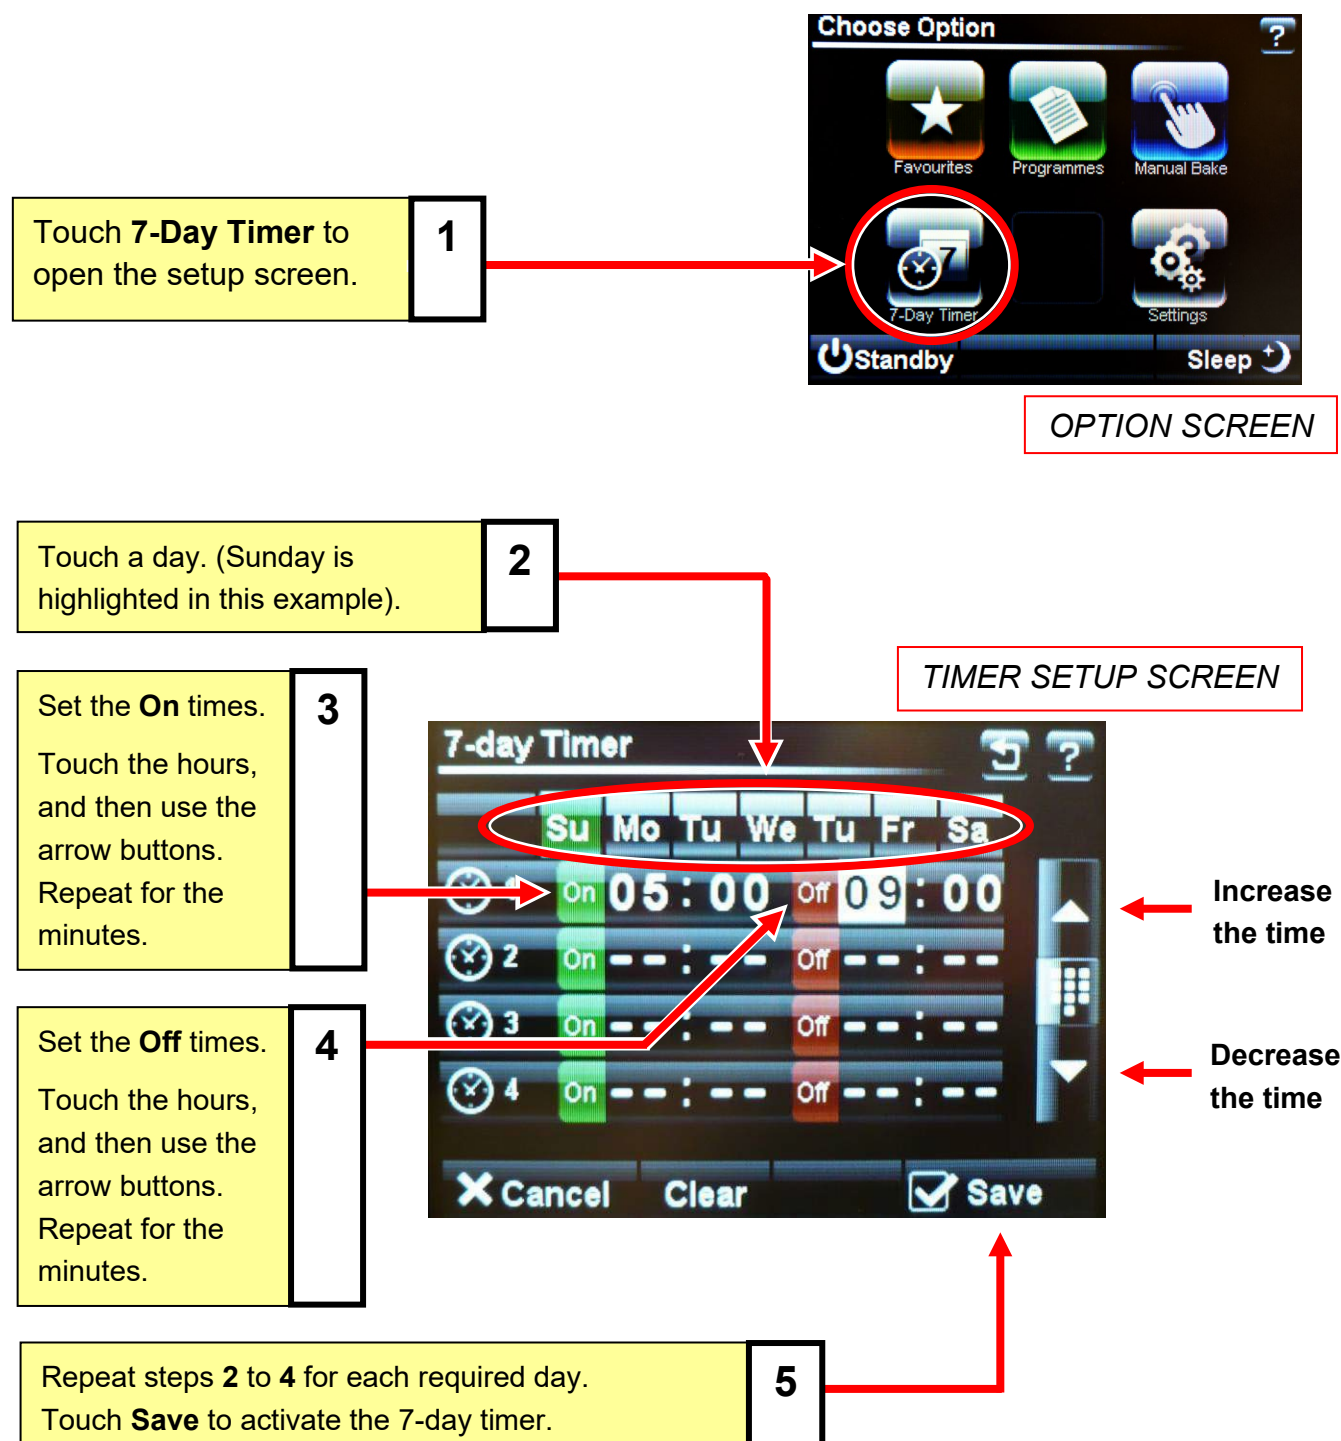 Choose Option
?
Favourites Programmes Manual Bake
7
7-Day Timer Settings
Standby Sleep
Touch 7-Day Timer to
open the setup screen.
1
OPTION SCREEN
Touch a day. (Sunday is
highlighted in this example).
2
TIMER SETUP SCREEN
Set the On times.
Touch the hours,
and then use the
arrow buttons.
Repeat for the
minutes.
3
7-day Timer
?
Su Mo Tu We Tu Fr Sa
1 On 05:00 Off 09:00
2 On --:-- Off --:--
3 On --:-- Off --:--
4 On --:-- Off --:--
Cancel Clear Save
Increase
the time
Decrease
the time
Set the Off times.
Touch the hours,
and then use the
arrow buttons.
Repeat for the
minutes.
4
Repeat steps 2 to 4 for each required day.
Touch Save to activate the 7-day timer.
5